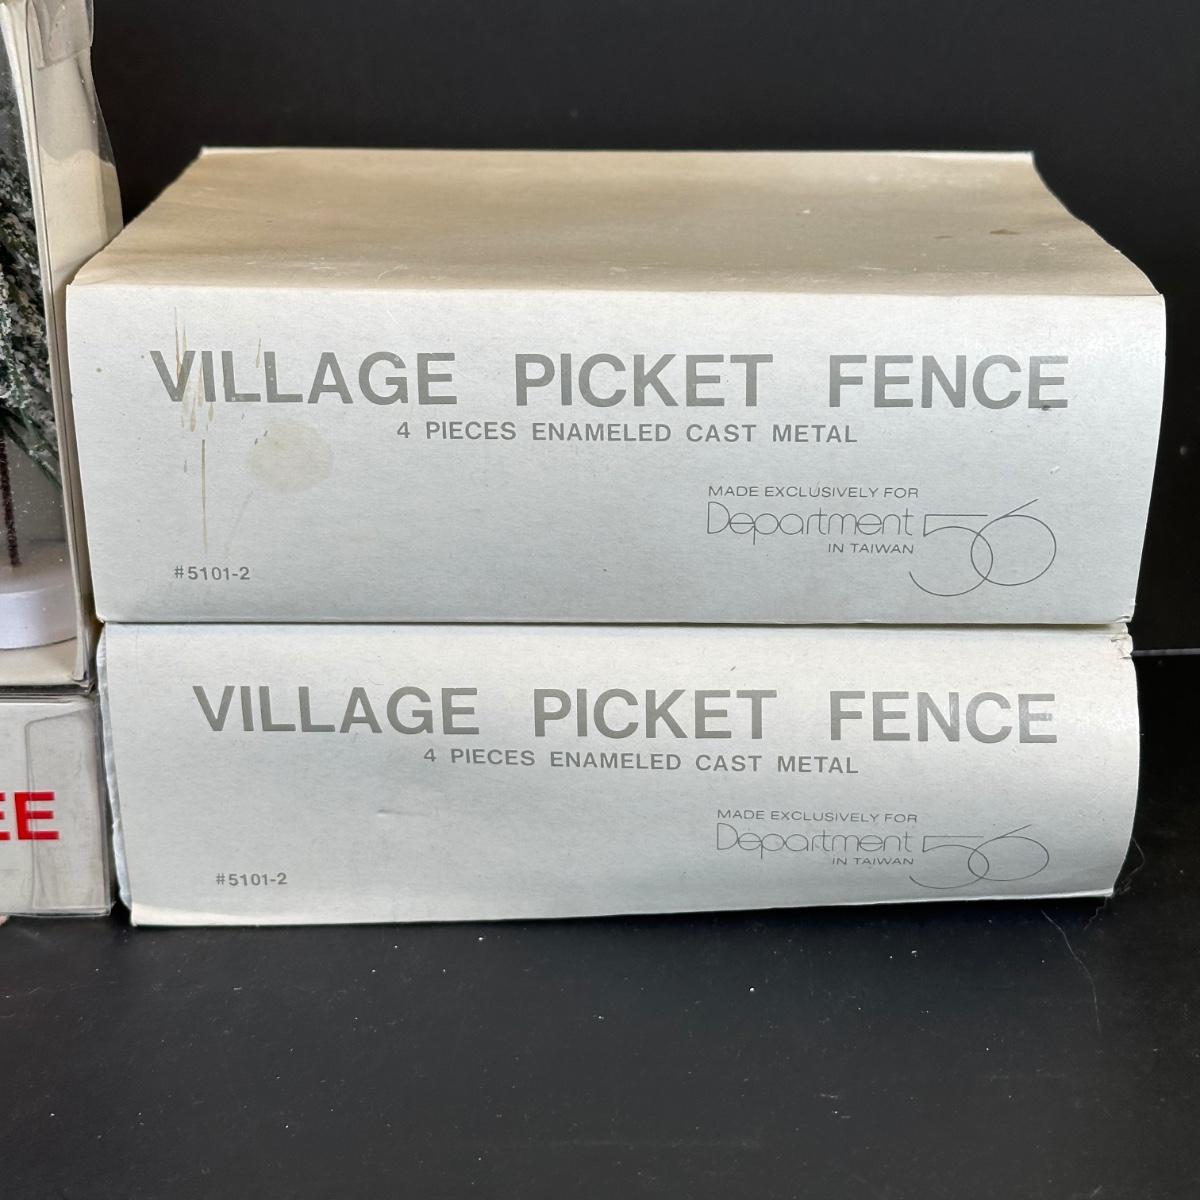 VILLAGE PICKET FENCE
4 PIECES ENAMELED CAST METAL
MADE EXCLUSIVELY FOR
Department 56
IN TAIWAN
#5101-2
VILLAGE PICKET FENCE
4 PIECES ENAMELED CAST METAL
MADE EXCLUSIVELY FOR
Department 56
IN TAIWAN
#5101-2